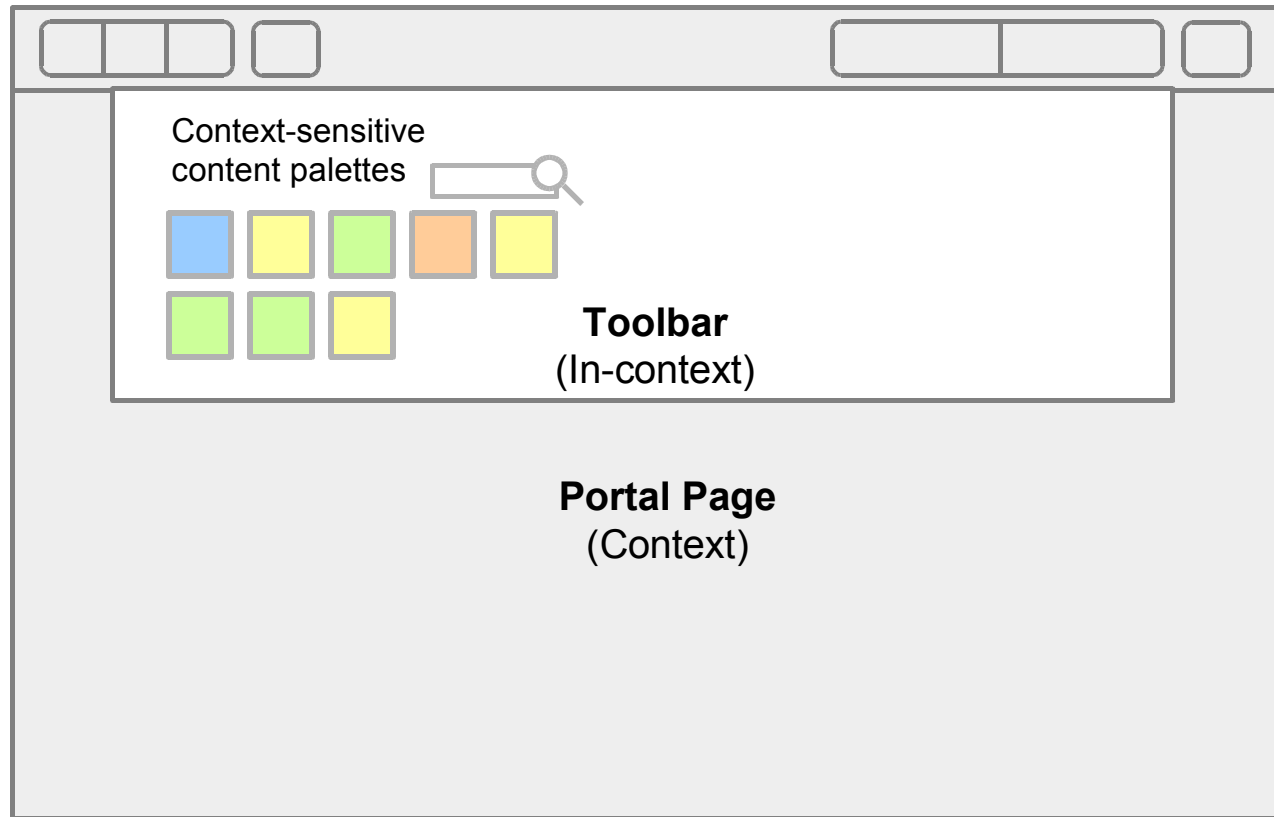 Context-sensitive
content palettes
Toolbar
(In-context)
Portal Page
(Context)